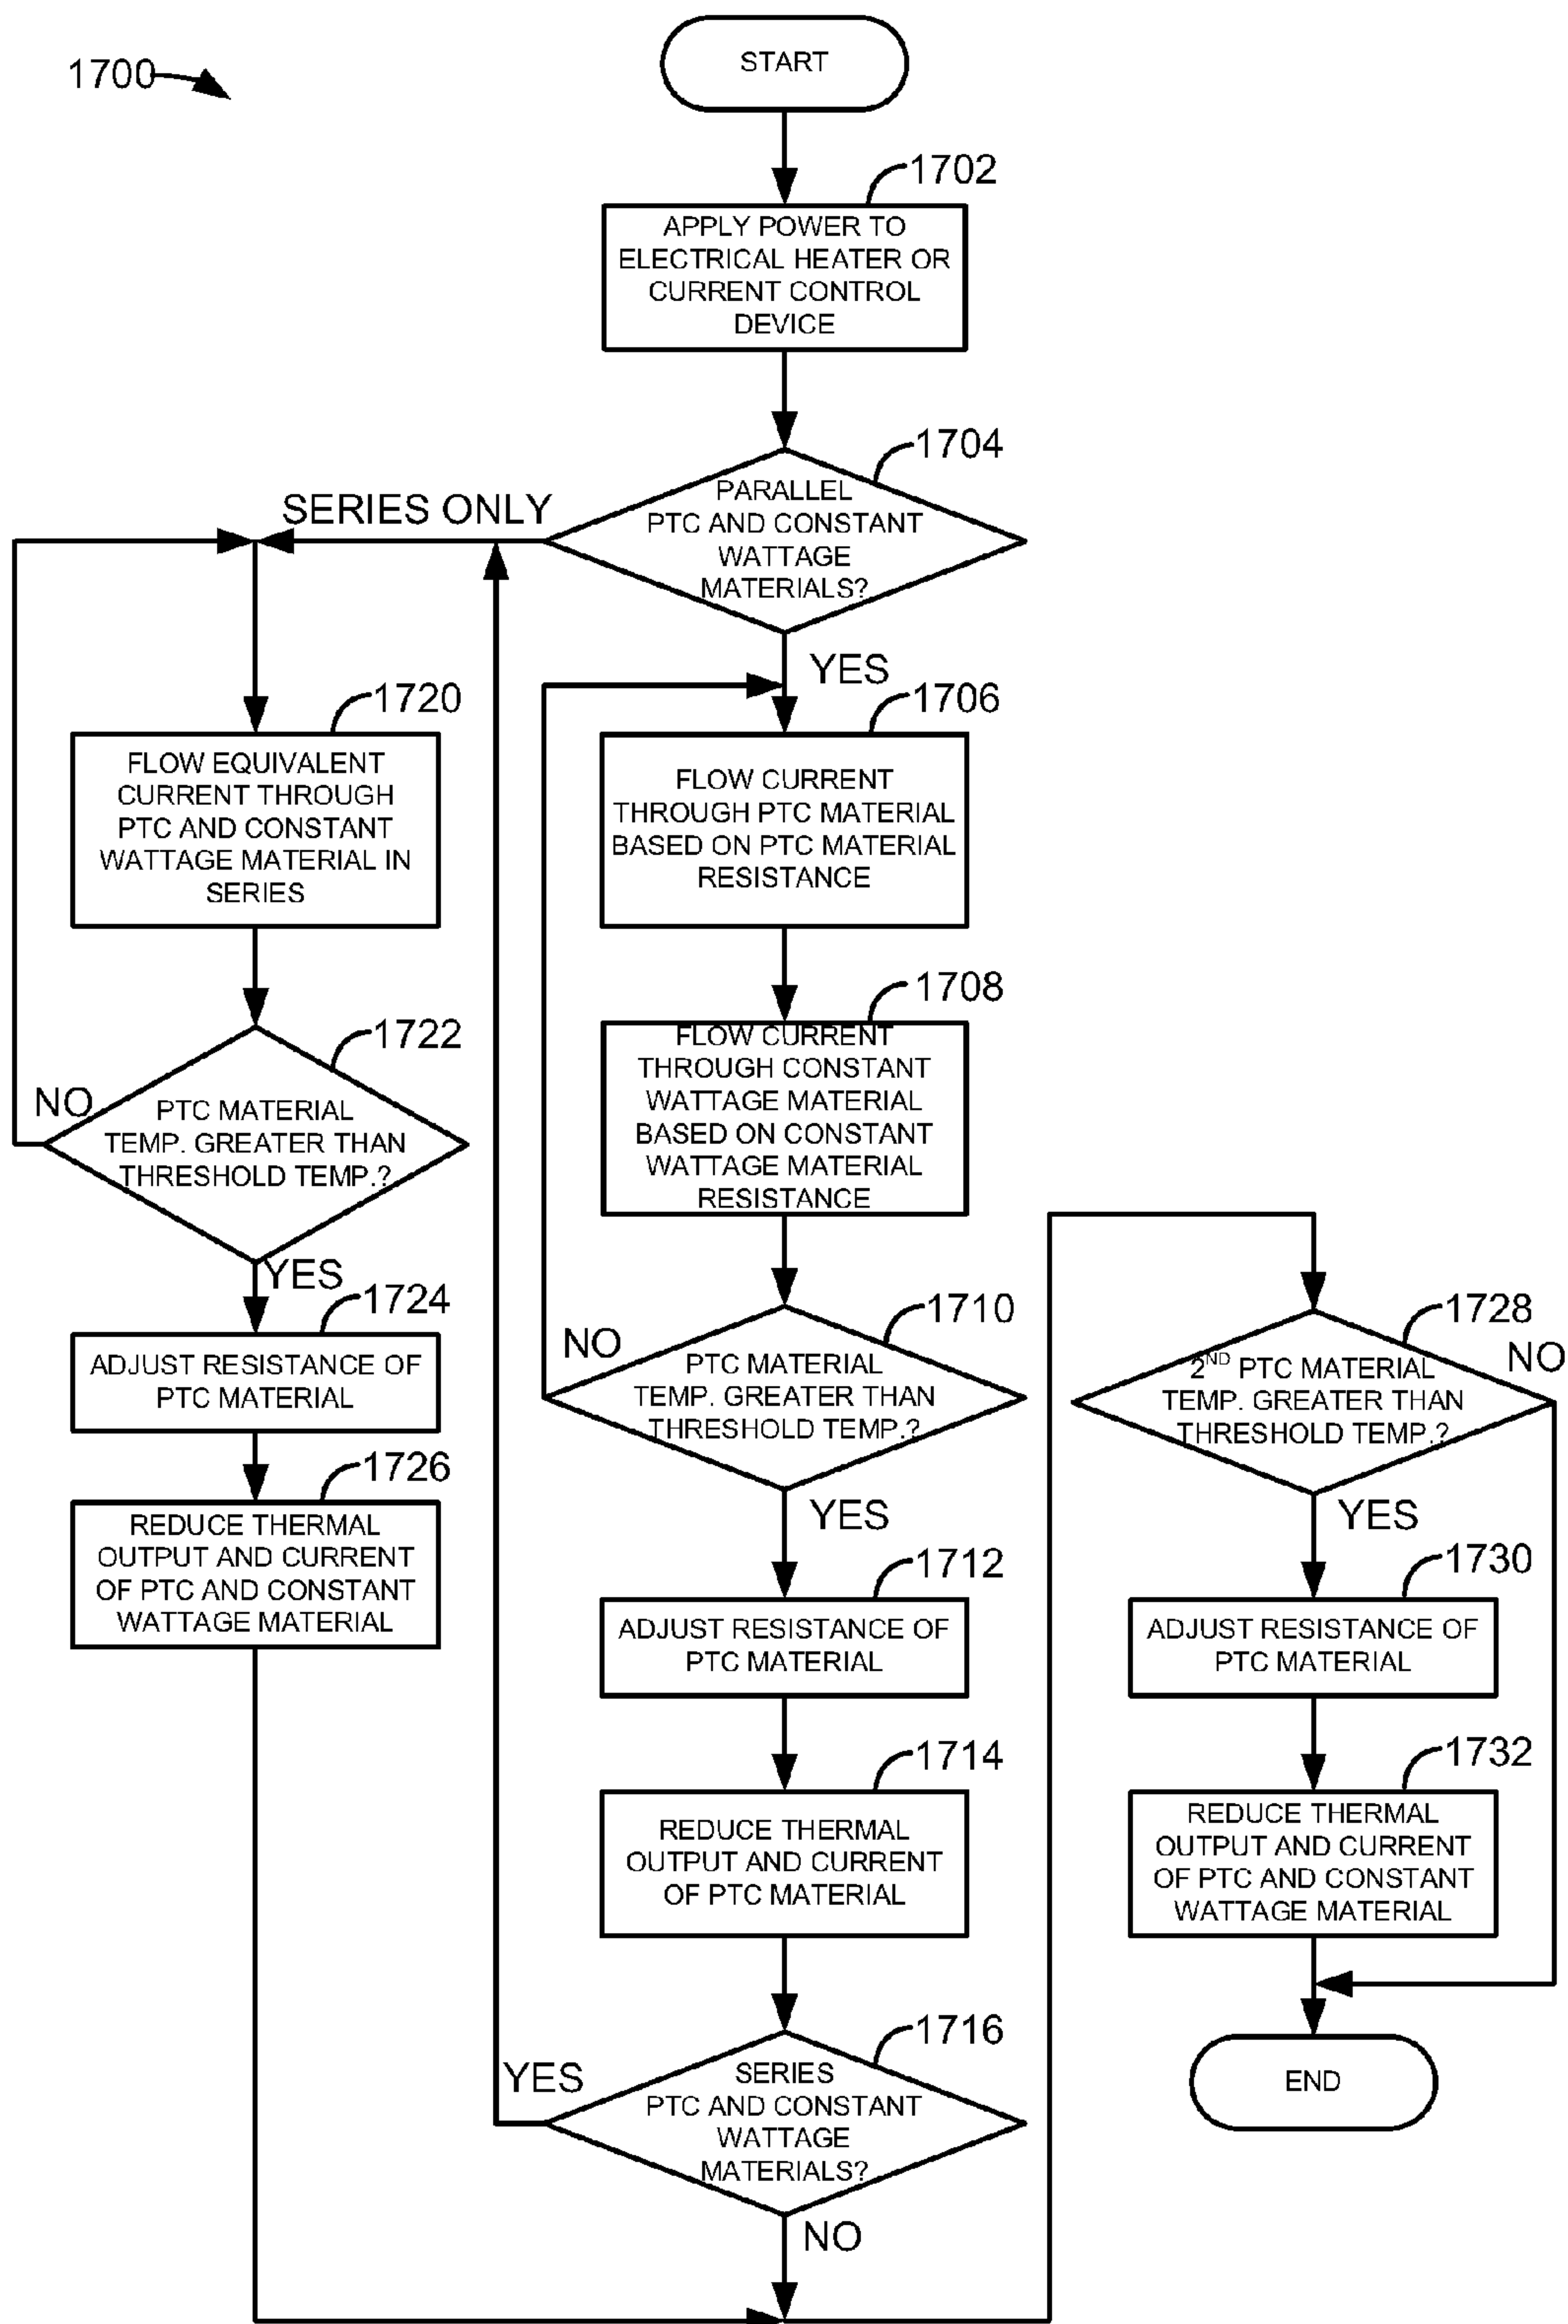 1700
START
1702
APPLY POWER TO
ELECTRICAL HEATER OR
CURRENT CONTROL
DEVICE
1704
PARALLEL
PTC AND CONSTANT
WATTAGE
MATERIALS?
SERIES ONLY
YES
1720
FLOW EQUIVALENT
CURRENT THROUGH
PTC AND CONSTANT
WATTAGE MATERIAL IN
SERIES
1722
NO
PTC MATERIAL
TEMP. GREATER THAN
THRESHOLD TEMP.?
YES
1724
ADJUST RESISTANCE OF
PTC MATERIAL
1726
REDUCE THERMAL
OUTPUT AND CURRENT
OF PTC AND CONSTANT
WATTAGE MATERIAL
1706
FLOW CURRENT
THROUGH PTC MATERIAL
BASED ON PTC MATERIAL
RESISTANCE
1708
FLOW CURRENT
THROUGH CONSTANT
WATTAGE MATERIAL
BASED ON CONSTANT
WATTAGE MATERIAL
RESISTANCE
1710
NO
PTC MATERIAL
TEMP. GREATER THAN
THRESHOLD TEMP.?
YES
1712
ADJUST RESISTANCE OF
PTC MATERIAL
1714
REDUCE THERMAL
OUTPUT AND CURRENT
OF PTC MATERIAL
1716
YES
SERIES
PTC AND CONSTANT
WATTAGE
MATERIALS?
NO
1728
NO
2ND PTC MATERIAL
TEMP. GREATER THAN
THRESHOLD TEMP.?
YES
1730
ADJUST RESISTANCE OF
PTC MATERIAL
1732
REDUCE THERMAL
OUTPUT AND CURRENT
OF PTC AND CONSTANT
WATTAGE MATERIAL
END